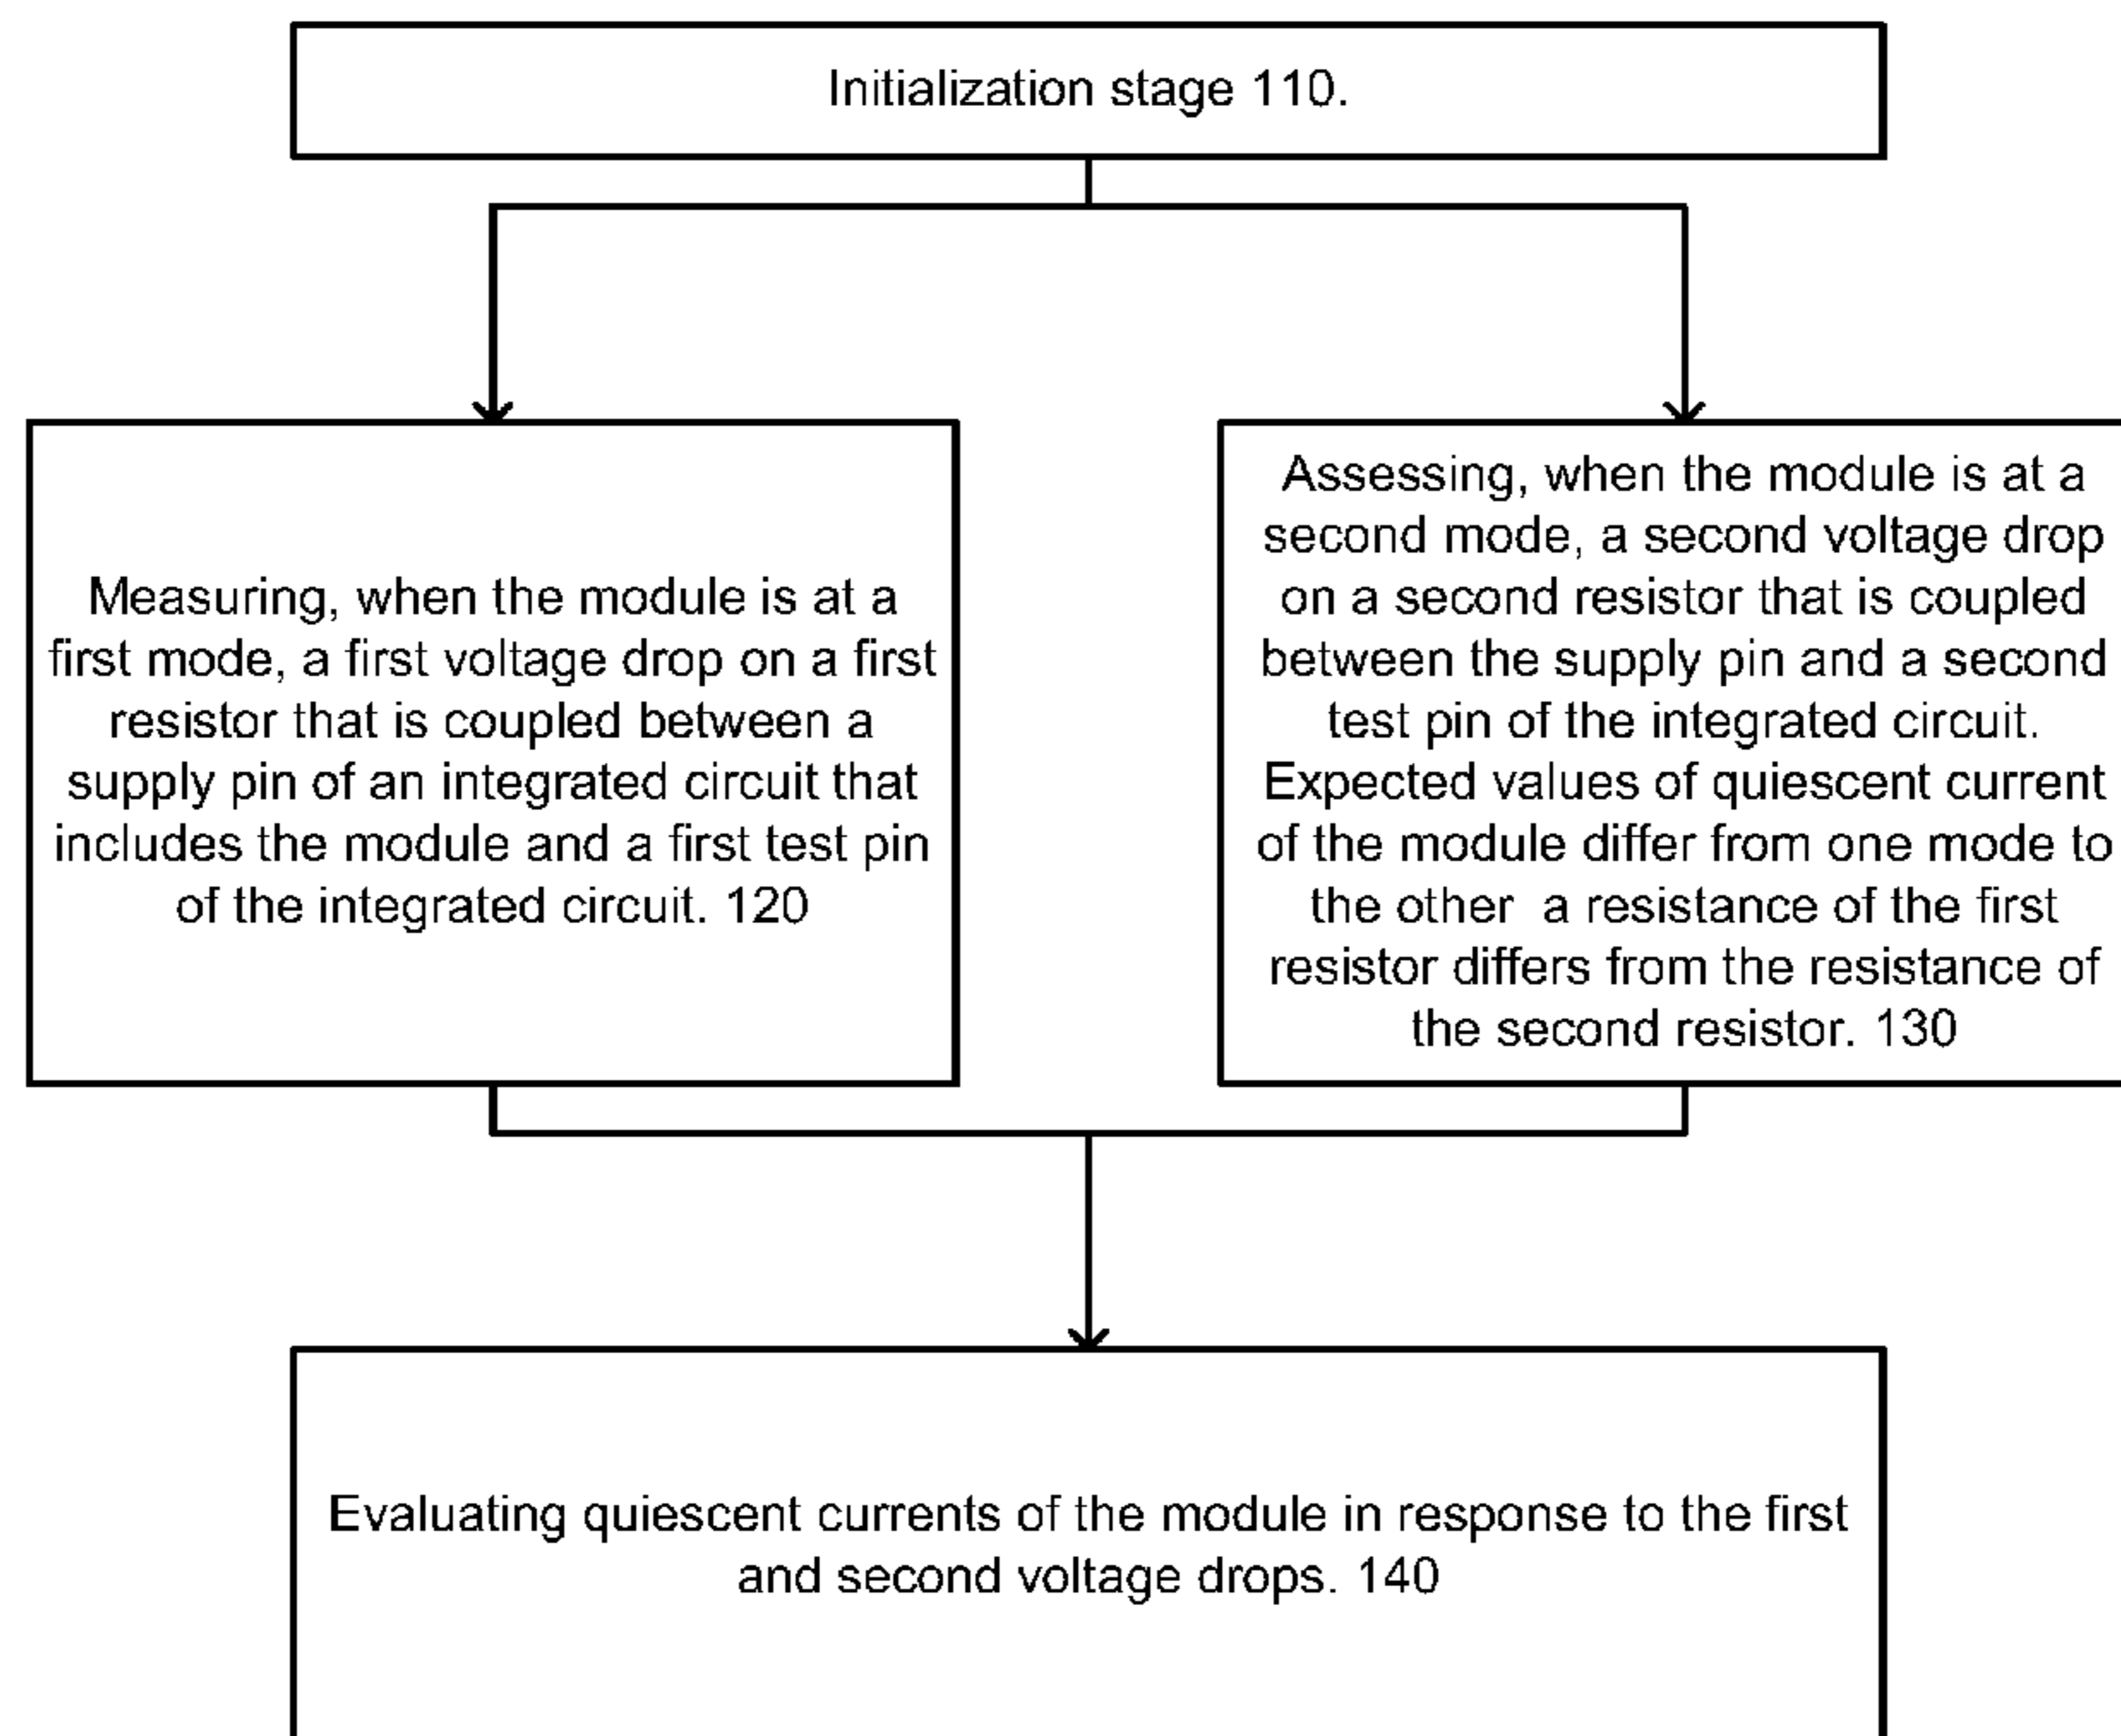 Initialization stage 110.
Measuring, when the module is at a
first mode, a first voltage drop on a first
resistor that is coupled between a
supply pin of an integrated circuit that
includes the module and a first test pin
of the integrated circuit. 120
Assessing, when the module is at a
second mode, a second voltage drop
on a second resistor that is coupled
between the supply pin and a second
test pin of the integrated circuit.
Expected values of quiescent current
of the module differ from one mode to
the other  a resistance of the first
resistor differs from the resistance of
the second resistor. 130
Evaluating quiescent currents of the module in response to the first
and second voltage drops. 140